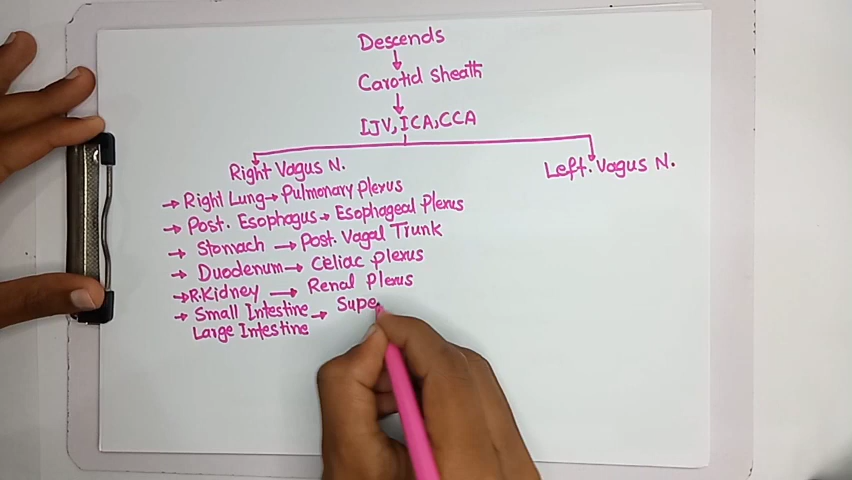 Descends
Carotid Sheath
IJV, ICA, CCA
Right Vagus N.
Left. Vagus N.
→ Right Lung → Pulmonary Plexus
→ Post. Esophagus → Esophageal Plexus
→ Stomach → Post. Vagal Trunk
→ Duodenum → Celiac plexus
→ R.Kidney → Renal Plexus
→ Small Intestine → Supe
Large Intestine